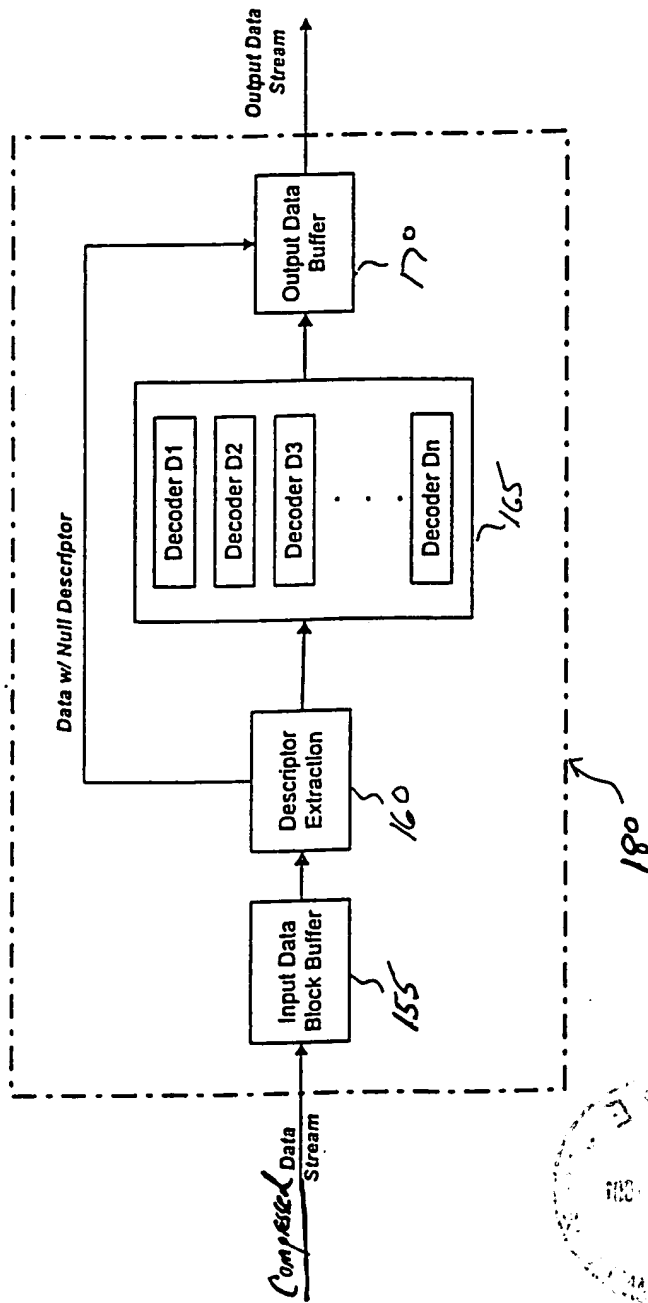 Compressed Data
Stream
Input Data
Block Buffer
155
Descriptor
Extraction
160
Data w/ Null Descriptor
Decoder D1
Decoder D2
Decoder D3
. . . .
Decoder Dn
165
Output Data
Buffer
170
Output Data
Stream
180